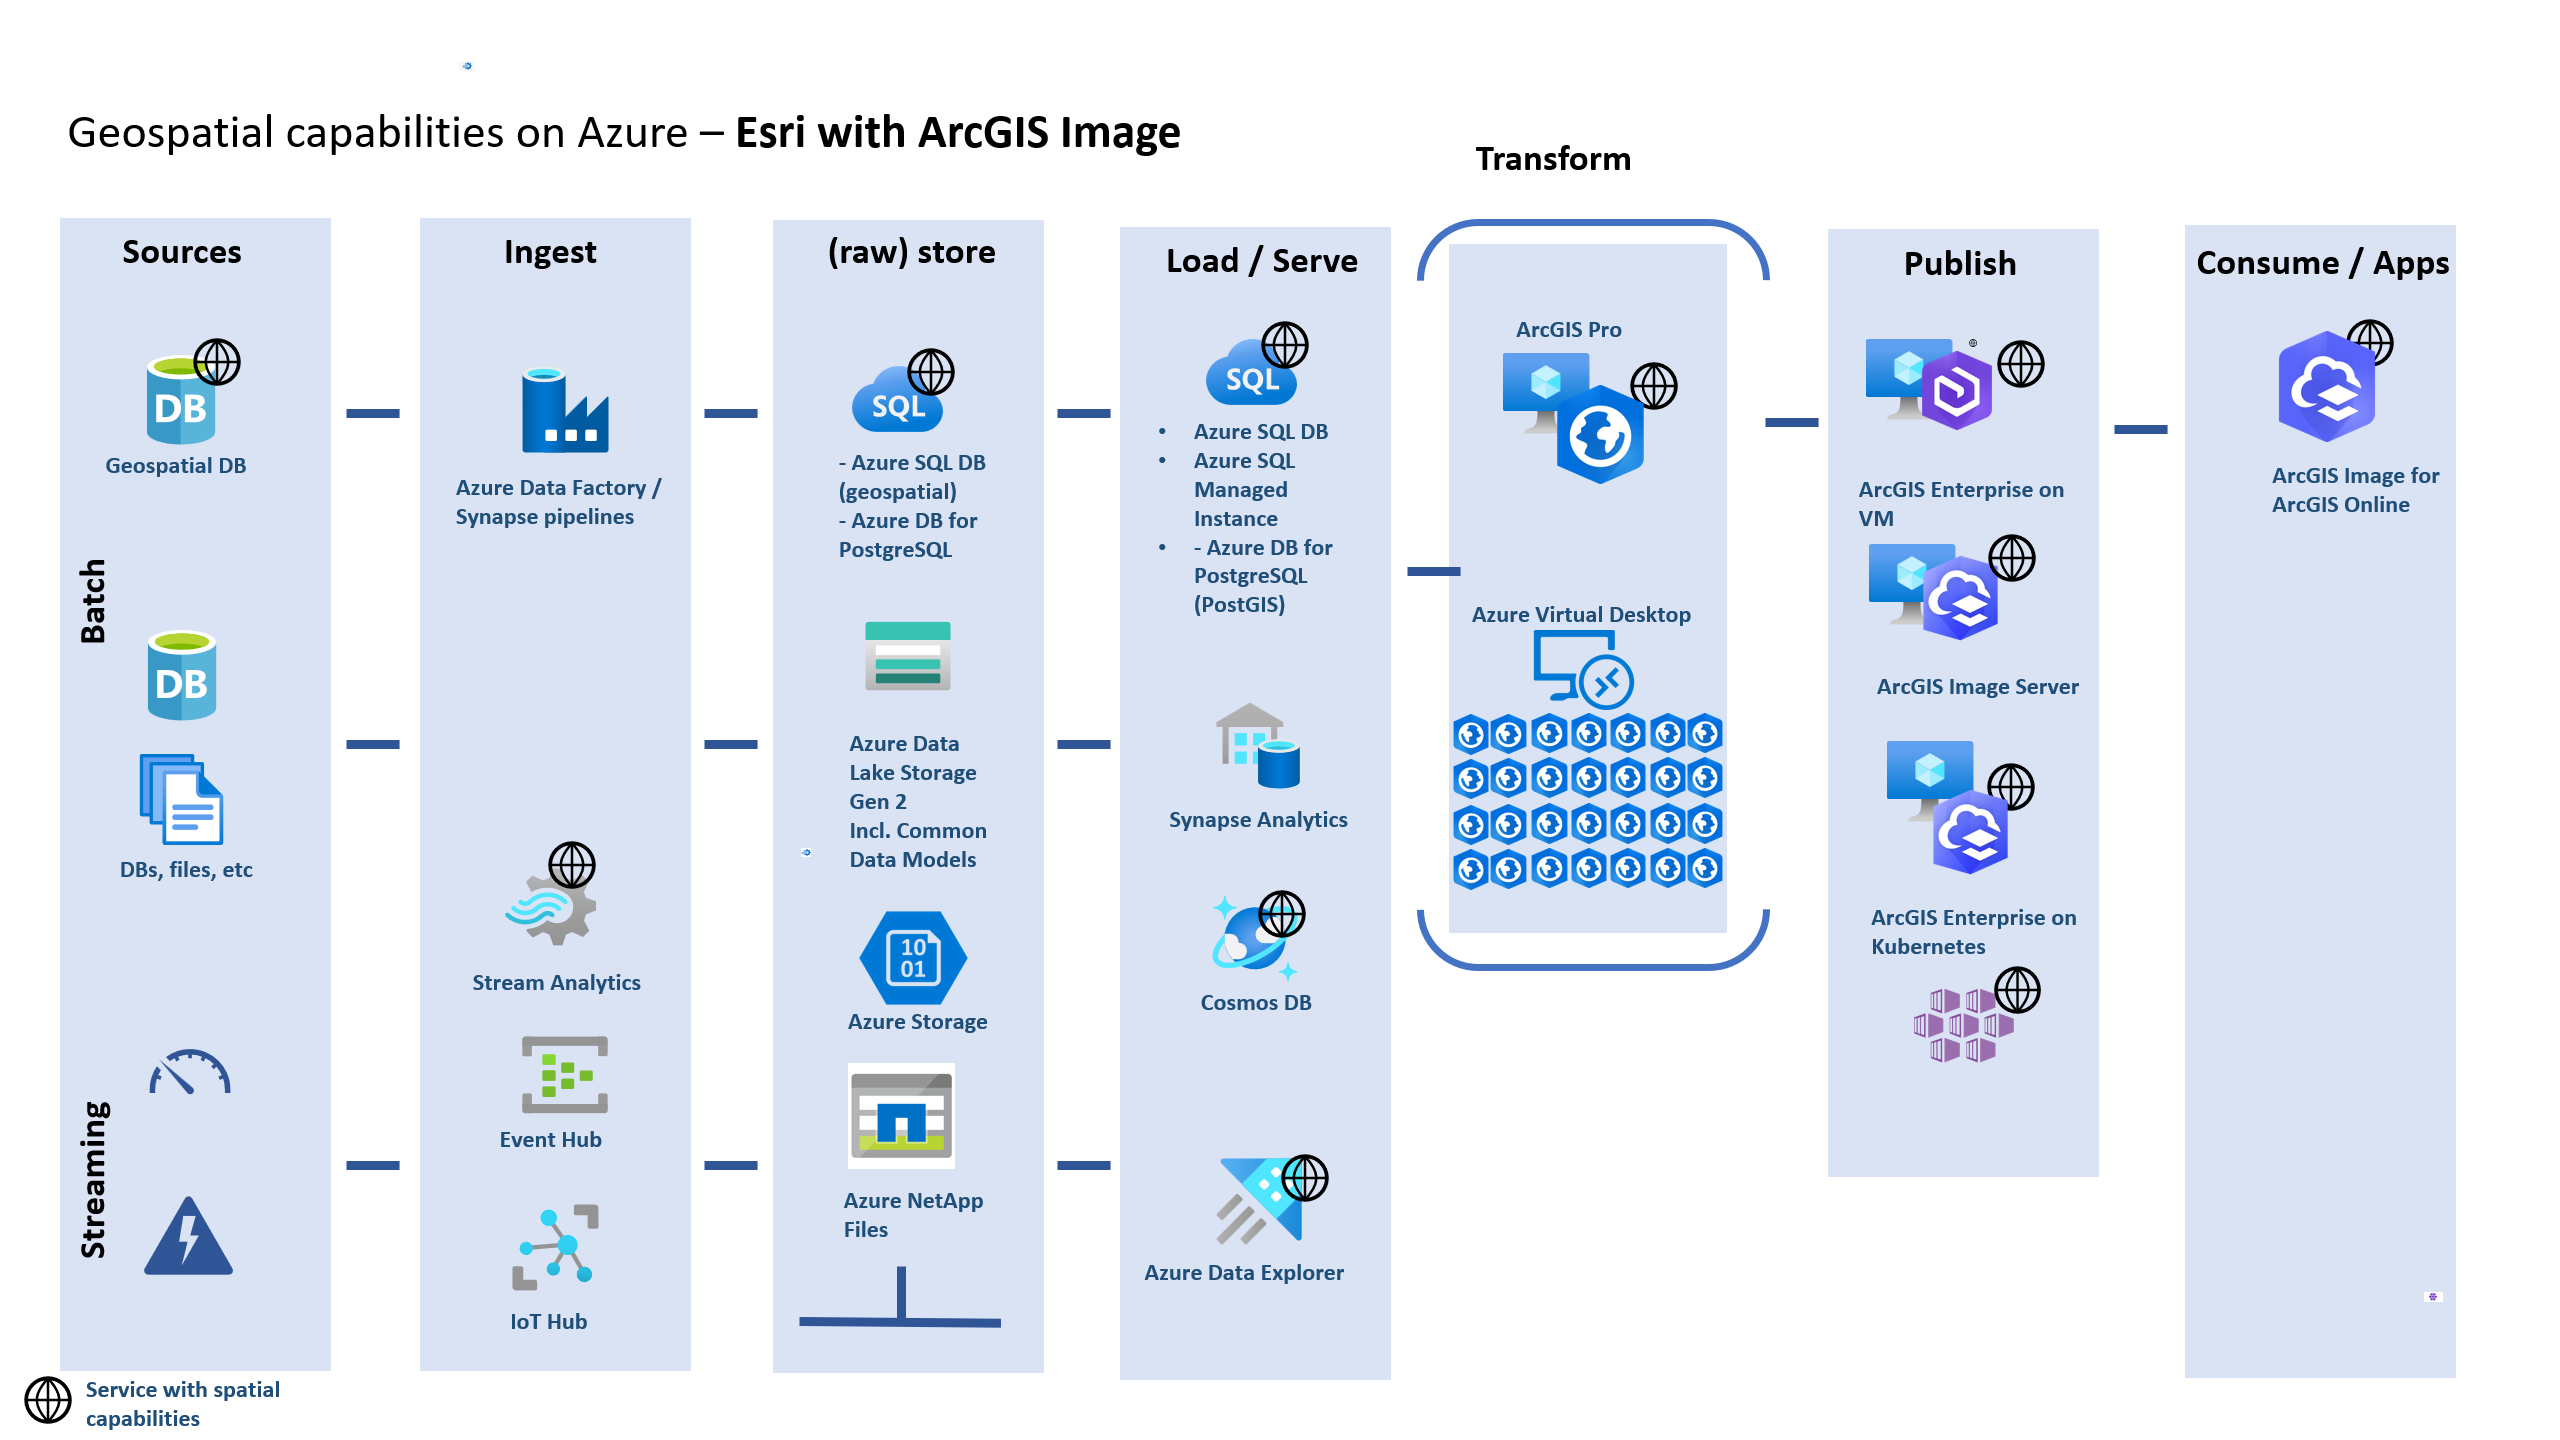 Geospatial capabilities on Azure – Esri with ArcGIS Image
Sources
DB
Geospatial DB
Batch
DB
DBs, files, etc
Streaming
Ingest
Azure Data Factory /
Synapse pipelines
Stream Analytics
Event Hub
IoT Hub
(raw) store
SQL
- Azure SQL DB
(geospatial)
- Azure DB for
PostgreSQL
Azure Data
Lake Storage
Gen 2
Incl. Common
Data Models
10
01
Azure Storage
Azure NetApp
Files
Load / Serve
SQL
• Azure SQL DB
• Azure SQL
Managed
Instance
• - Azure DB for
PostgreSQL
(PostGIS)
Synapse Analytics
Cosmos DB
Azure Data Explorer
Transform
ArcGIS Pro
Azure Virtual Desktop
Publish
ArcGIS Enterprise on
VM
ArcGIS Image Server
ArcGIS Enterprise on
Kubernetes
Consume / Apps
ArcGIS Image for
ArcGIS Online
Service with spatial
capabilities